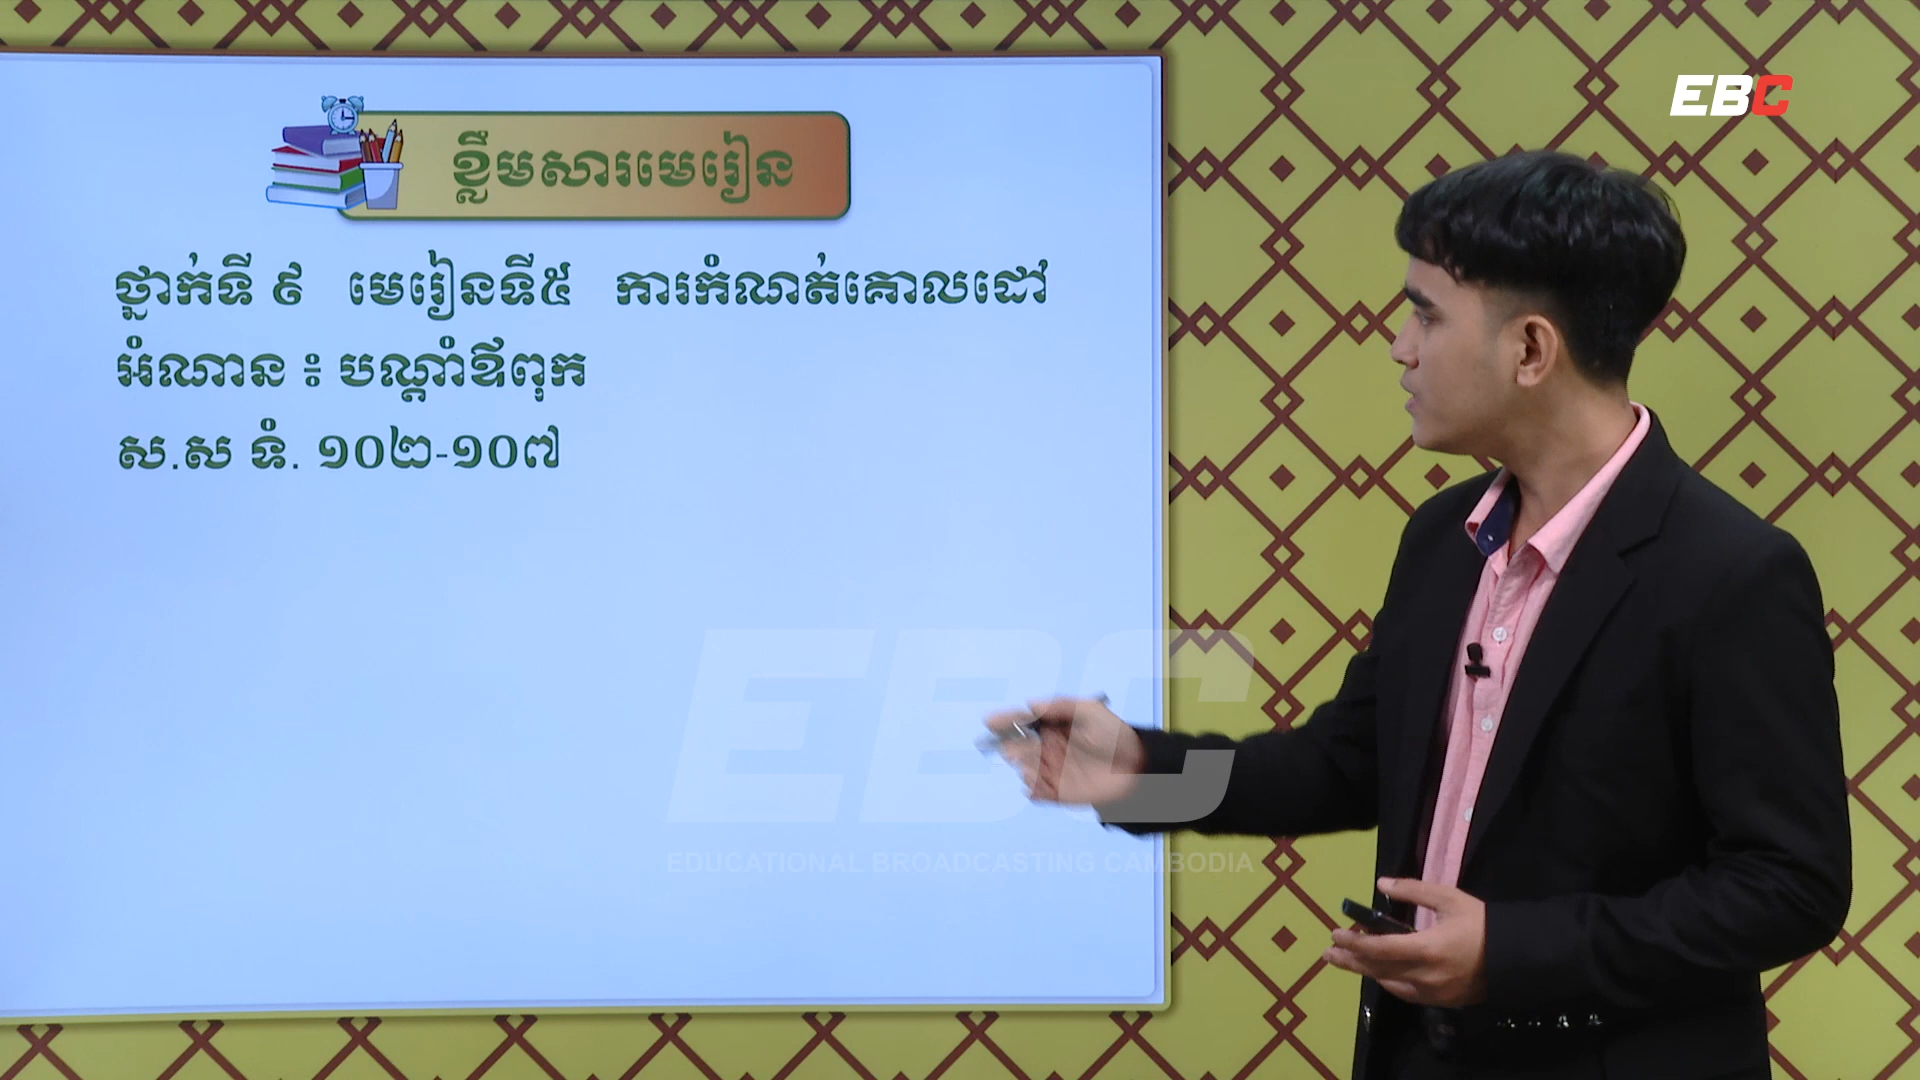 EBC
ខ្លឹមសារមេរៀន
ថ្នាក់ទី ៩ មេរៀនទី៥ ការកំណត់គោលដៅ
អំណាន ៖ បណ្ដាំឪពុក
ស.ស ទំ. ១០២-១០៧
EBC
EDUCATIONAL BROADCASTING CAMBODIA